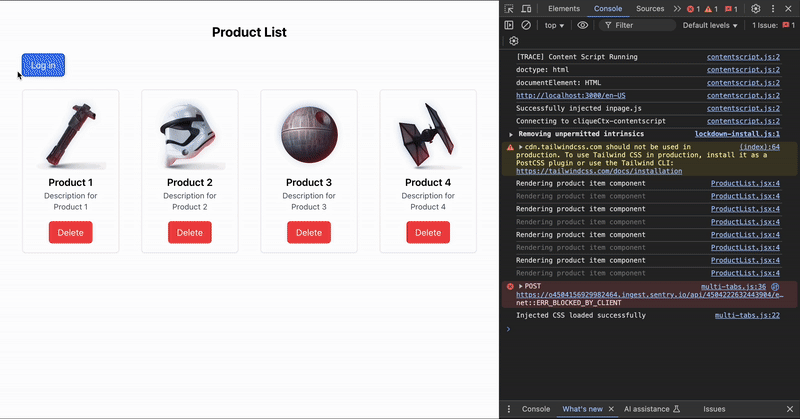 Product List
Log in
Product 1
Description for
Product 1
Delete
Product 2
Description for
Product 2
Delete
Product 3
Description for
Product 3
Delete
Product 4
Description for
Product 4
Delete
Elements Console Sources 1 1 1
top Filter Default levels 1 Issue: 1
[TRACE] Content Script Running contentscript.js:2
doctype: html contentscript.js:2
documentElement: HTML contentscript.js:2
http://localhost:3000/en-US contentscript.js:2
Successfully injected inpage.js contentscript.js:2
Connecting to cliqueCtx-contentscript contentscript.js:2
Removing unpermitted intrinsics lockdown-install.js:1
cdn.tailwindcss.com should not be used in (index):64
production. To use Tailwind CSS in production, install it as a
PostCSS plugin or use the Tailwind CLI:
https://tailwindcss.com/docs/installation
Rendering product item component ProductList.jsx:4
Rendering product item component ProductList.jsx:4
Rendering product item component ProductList.jsx:4
Rendering product item component ProductList.jsx:4
Rendering product item component ProductList.jsx:4
Rendering product item component ProductList.jsx:4
Rendering product item component ProductList.jsx:4
Rendering product item component ProductList.jsx:4
POST multi-tabs.js:36
https://o4504156929982464.ingest.sentry.io/api/4504222632443904/e…
net::ERR_BLOCKED_BY_CLIENT
Injected CSS loaded successfully multi-tabs.js:22
Console What's new AI assistance Issues